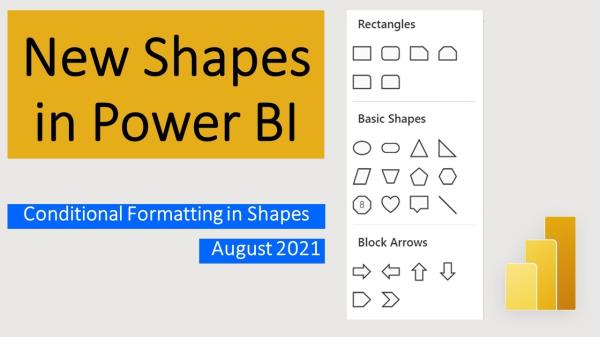 New Shapes
in Power BI
Conditional Formatting in Shapes
August 2021
Rectangles
Basic Shapes
8
Block Arrows